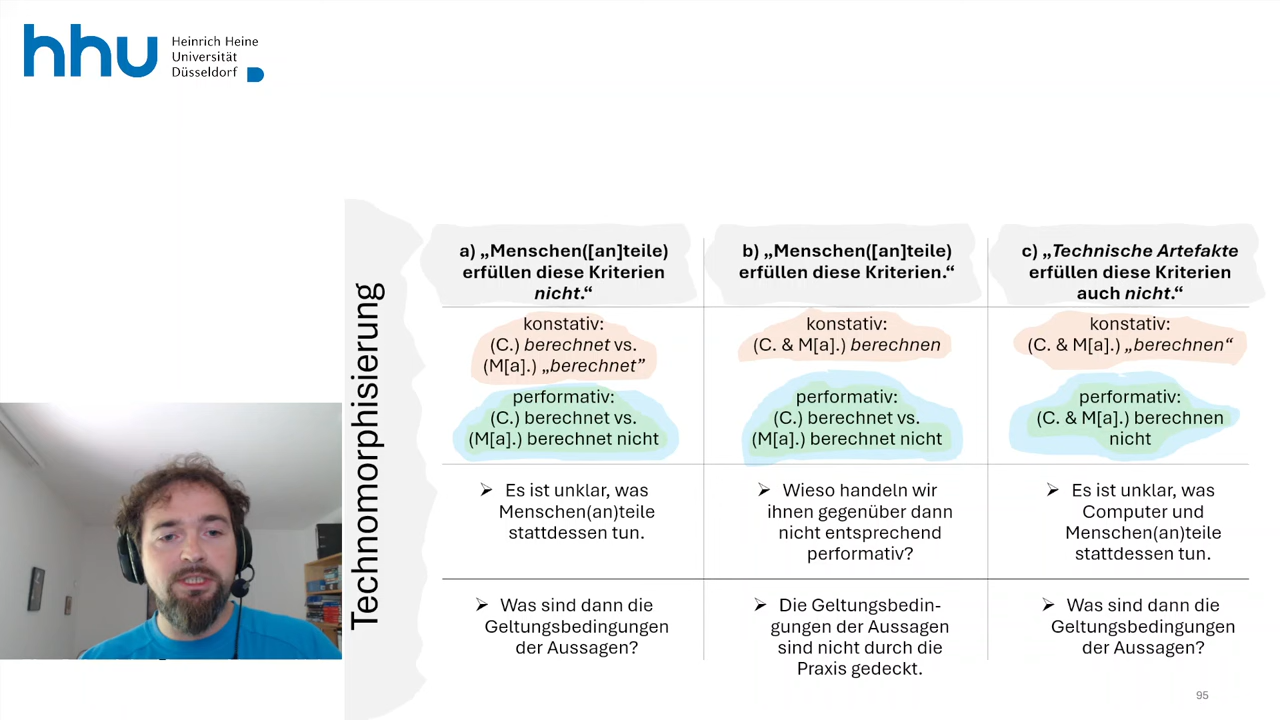 hhu
Heinrich Heine
Universität
Düsseldorf
Technomorphisierung
a) „Menschen([an]teile)
erfüllen diese Kriterien
nicht.“
konstativ:
(C.) berechnet vs.
(M[a].) „berechnet”
performativ:
(C.) berechnet vs.
(M[a].) berechnet nicht
➢ Es ist unklar, was
Menschen(an)teile
stattdessen tun.
➢ Was sind dann die
Geltungsbedingungen
der Aussagen?
b) „Menschen([an]teile)
erfüllen diese Kriterien.“
konstativ:
(C. & M[a].) berechnen
performativ:
(C.) berechnet vs.
(M[a].) berechnet nicht
➢ Wieso handeln wir
ihnen gegenüber dann
nicht entsprechend
performativ?
➢ Die Geltungsbedin-
gungen der Aussagen
sind nicht durch die
Praxis gedeckt.
c) „Technische Artefakte
erfüllen diese Kriterien
auch nicht.“
konstativ:
(C. & M[a].) „berechnen“
performativ:
(C. & M[a].) berechnen
nicht
➢ Es ist unklar, was
Computer und
Menschen(an)teile
stattdessen tun.
➢ Was sind dann die
Geltungsbedingungen
der Aussagen?
95